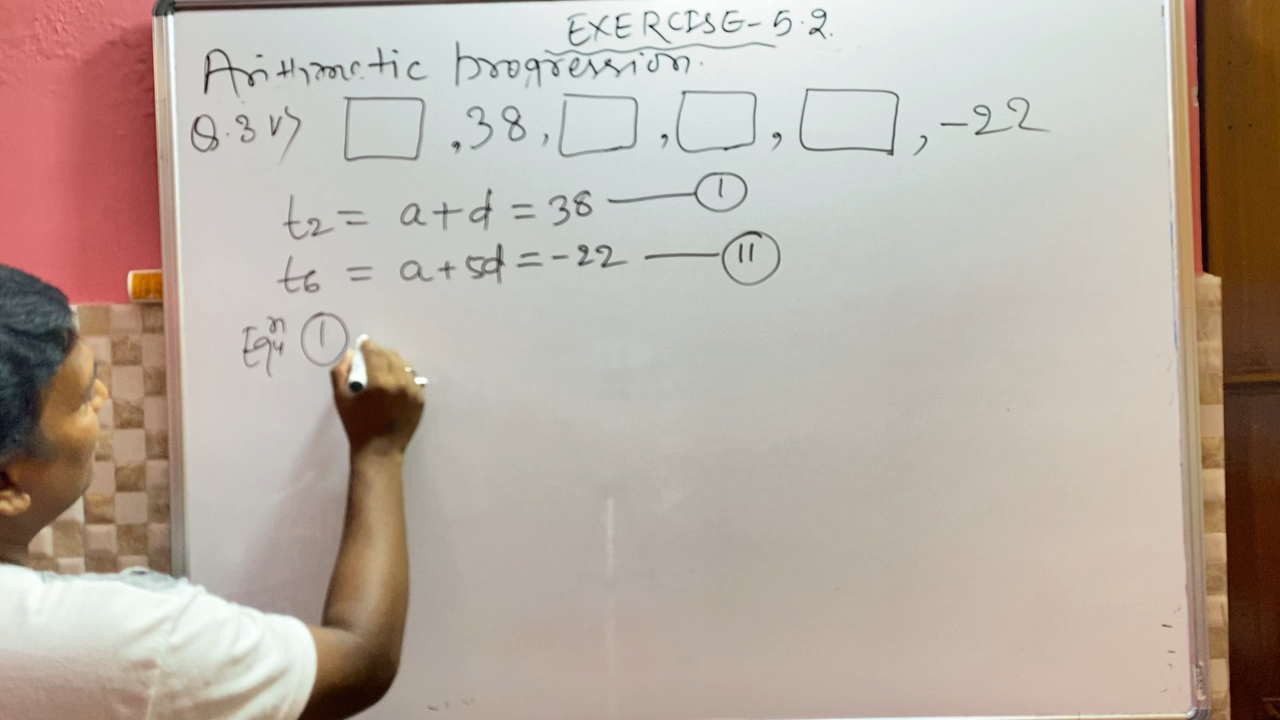 EXERCISE-5.2.
Arithmetic progression.
Q.3 v) □, 38, □, □, □, -22
t2 = a+d = 38 —— I
t6 = a+5d = -22 —— II
Eqn I